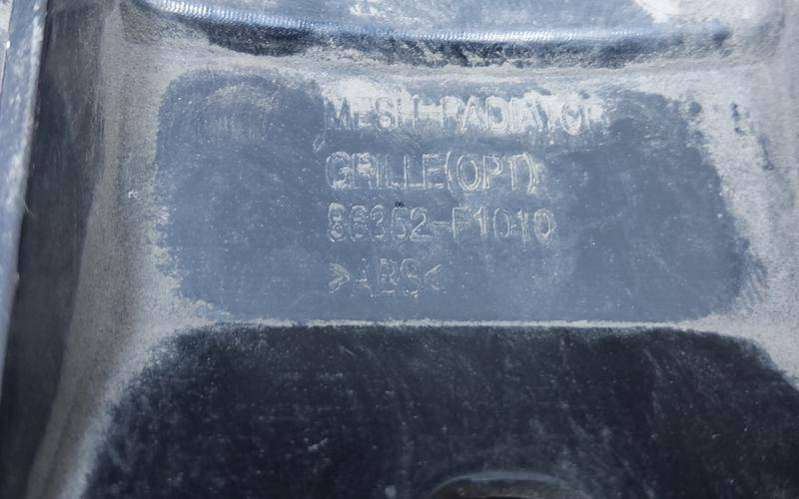 MESH-RADIATOR
GRILLE(OPT)
86352-F1010
>ABS<